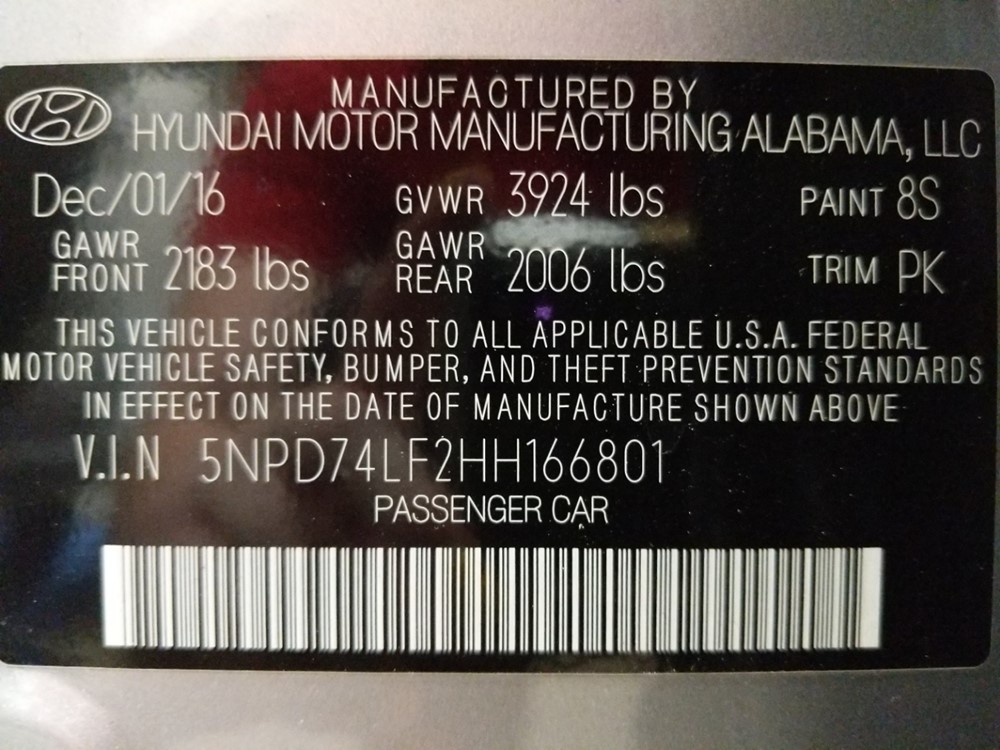 MANUFACTURED BY
HYUNDAI MOTOR MANUFACTURING ALABAMA, LLC
Dec/01/16 GVWR 3924 lbs PAINT 8S
GAWR FRONT 2183 lbs GAWR REAR 2006 lbs TRIM PK
THIS VEHICLE CONFORMS TO ALL APPLICABLE U.S.A. FEDERAL
MOTOR VEHICLE SAFETY, BUMPER, AND THEFT PREVENTION STANDARDS
IN EFFECT ON THE DATE OF MANUFACTURE SHOWN ABOVE
V.I.N 5NPD74LF2HH166801
PASSENGER CAR